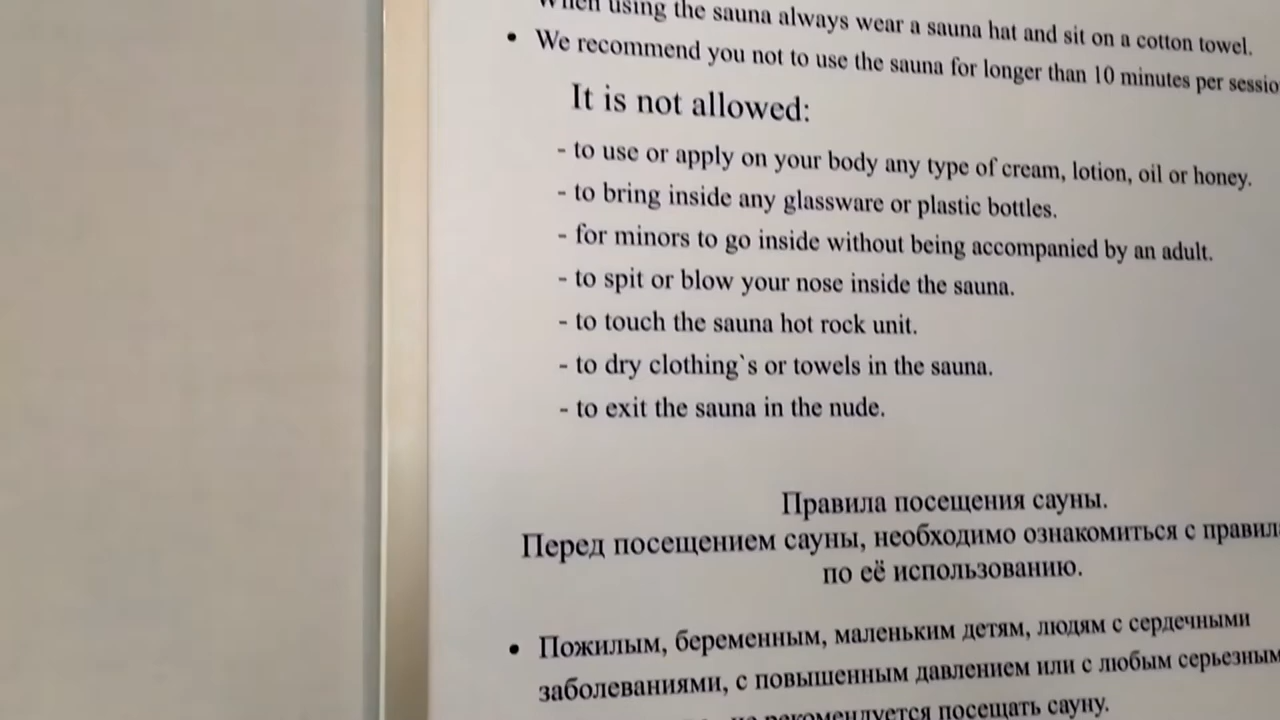 When using the sauna always wear a sauna hat and sit on a cotton towel.
• We recommend you not to use the sauna for longer than 10 minutes per
It is not allowed:
- to use or apply on your body any type of cream, lotion, oil or honey.
- to bring inside any glassware or plastic bottles.
- for minors to go inside without being accompanied by an adult.
- to spit or blow your nose inside the sauna.
- to touch the sauna hot rock unit.
- to dry clothing`s or towels in the sauna.
- to exit the sauna in the nude.
Правила посещения сауны.
Перед посещением сауны, необходимо ознакомиться с
по её использованию.
• Пожилым, беременным, маленьким детям, людям с сердечными
заболеваниями, с повышенным давлением или с любым
не рекомендуется посещать сауну.